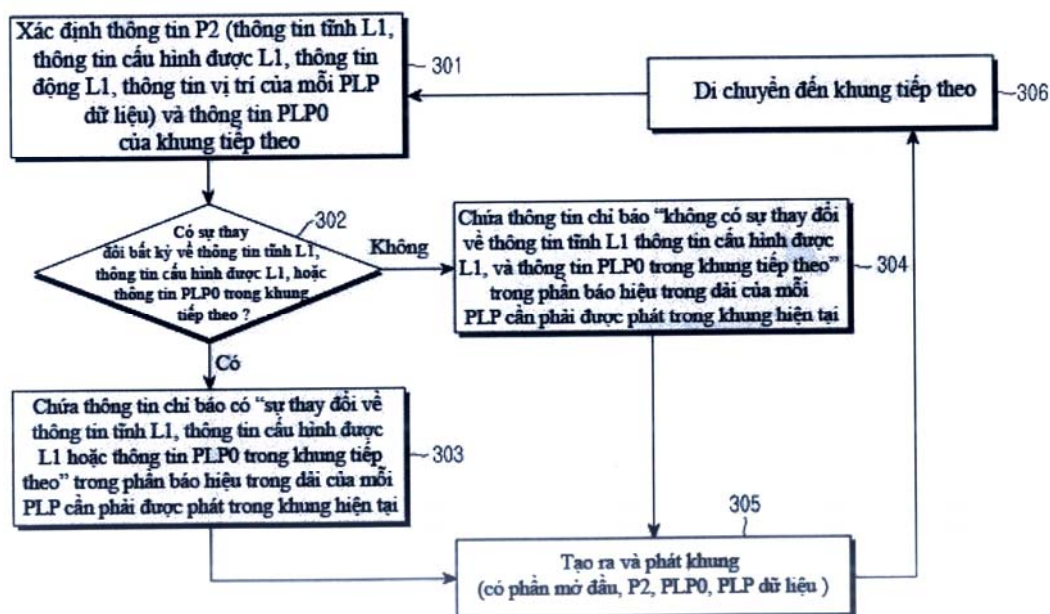 Xác định thông tin P2 (thông tin tĩnh L1,
thông tin cấu hình được L1, thông tin
động L1, thông tin vị trí của mỗi PLP
dữ liệu) và thông tin PLP0
của khung tiếp theo
301
Di chuyển đến khung tiếp theo
306
302
Có sự thay
đổi bất kỳ về thông tin tĩnh L1,
thông tin cấu hình được L1, hoặc
thông tin PLP0 trong khung
tiếp theo ?
Không
Chứa thông tin chỉ báo “không có sự thay đổi
về thông tin tĩnh L1 thông tin cấu hình được
L1, và thông tin PLP0 trong khung tiếp theo”
trong phần báo hiệu trong dải của mỗi
PLP cần phải được phát trong khung hiện tại
304
Có
Chứa thông tin chỉ báo có “sự thay đổi về
thông tin tĩnh L1, thông tin cấu hình được
L1 hoặc thông tin PLP0 trong khung tiếp
theo” trong phần báo hiệu trong dải của mỗi
PLP cần phải được phát trong khung hiện tại
303
305
Tạo ra và phát khung
(có phần mở đầu, P2, PLP0, PLP dữ liệu )